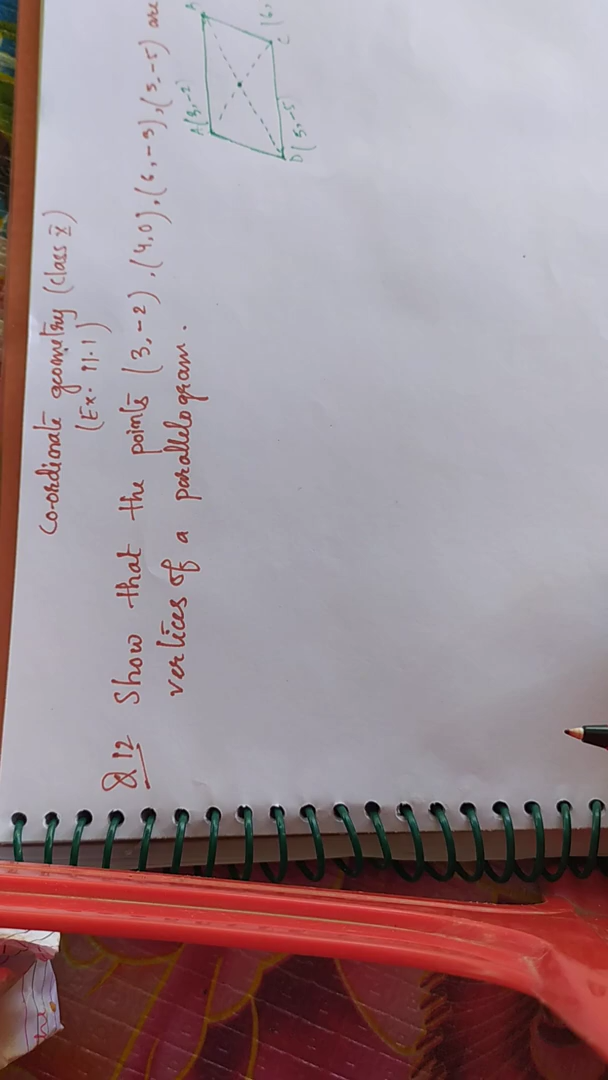 Co-ordinate geometry (Class X)
(Ex. 11.1)
Q 12 Show that the points (3,-2), (4,0), (6,-3), (5,-5) are
vertices of a parallelogram.
A(3,-2)
C(6,
D(5,-5)